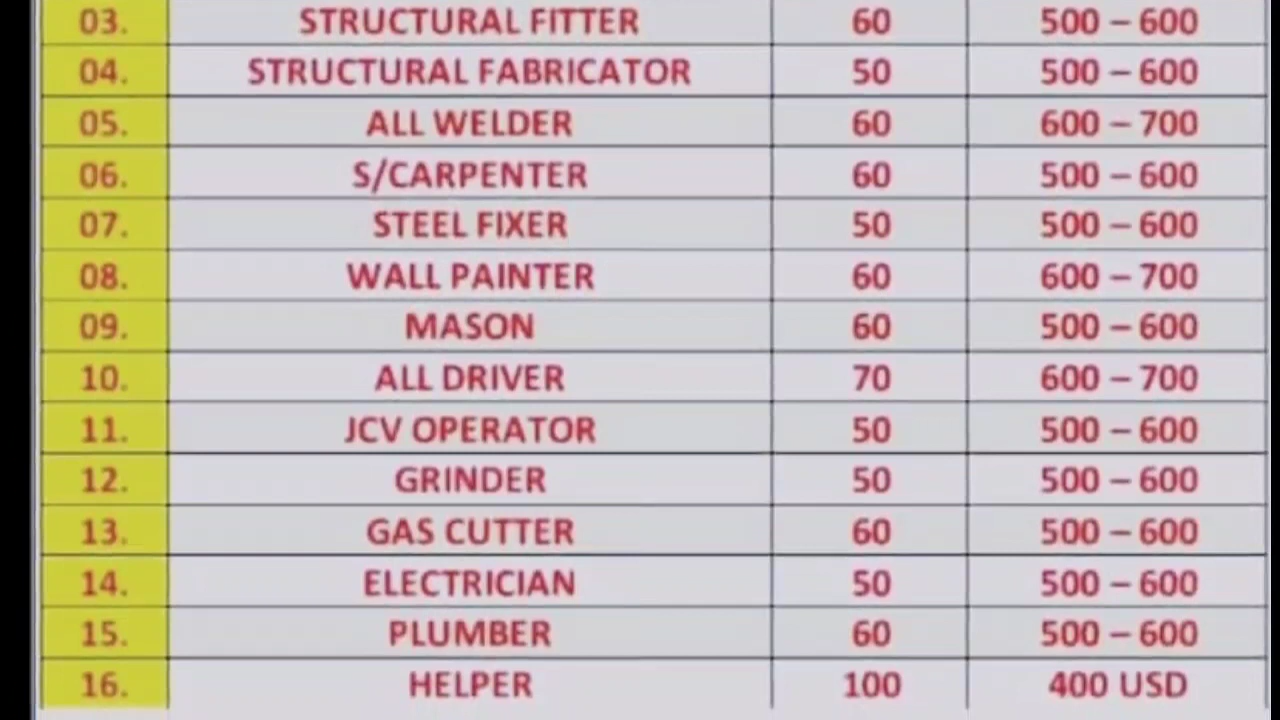 03. STRUCTURAL FITTER 60 500 – 600
04. STRUCTURAL FABRICATOR 50 500 – 600
05. ALL WELDER 60 600 – 700
06. S/CARPENTER 60 500 – 600
07. STEEL FIXER 50 500 – 600
08. WALL PAINTER 60 600 – 700
09. MASON 60 500 – 600
10. ALL DRIVER 70 600 – 700
11. JCV OPERATOR 50 500 – 600
12. GRINDER 50 500 – 600
13. GAS CUTTER 60 500 – 600
14. ELECTRICIAN 50 500 – 600
15. PLUMBER 60 500 – 600
16. HELPER 100 400 USD